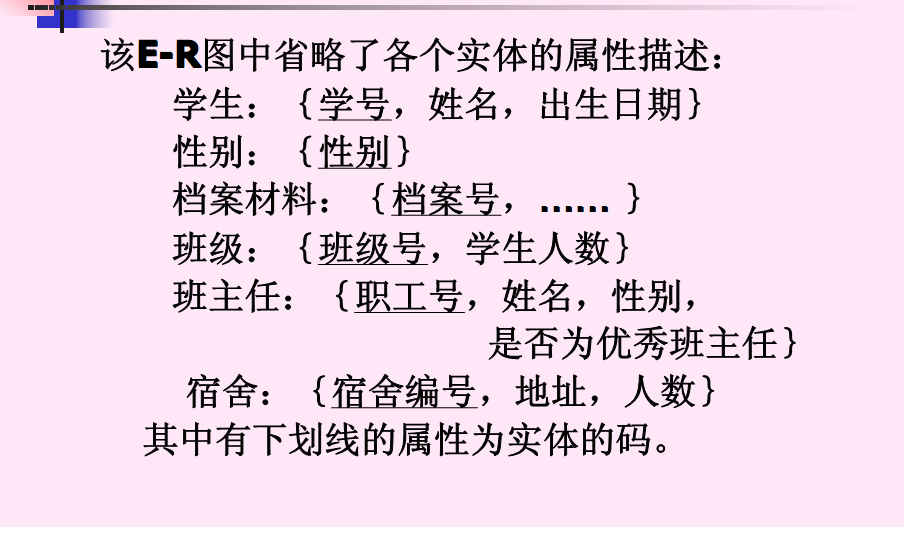 该E-R图中省略了各个实体的属性描述：
学生：｛学号，姓名，出生日期｝
性别：｛性别｝
档案材料：｛档案号，…… ｝
班级：｛班级号，学生人数｝
班主任：｛职工号，姓名，性别，
是否为优秀班主任｝
宿舍：｛宿舍编号，地址，人数｝
其中有下划线的属性为实体的码。